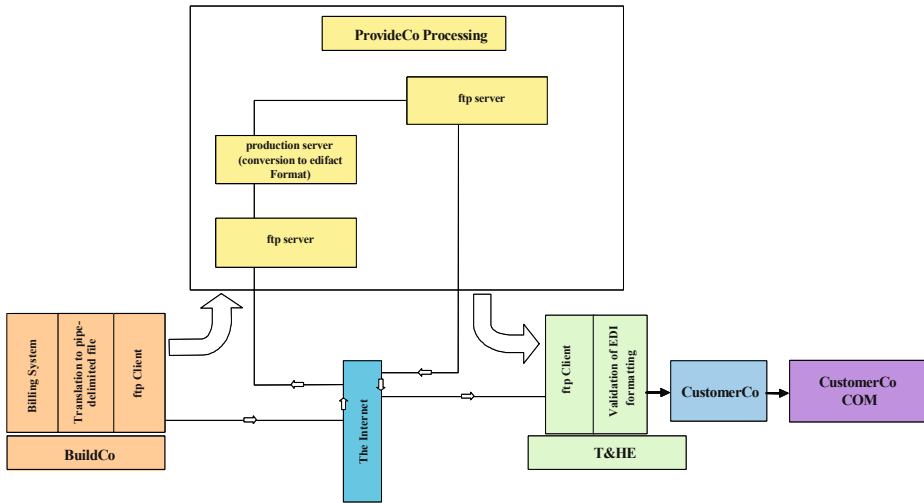 ProvideCo Processing
ftp server
production server
(conversion to edifact
Format)
ftp server
Billing System
Translation to pipe-
delimited file
ftp Client
BuildCo
The Internet
ftp Client
Validation of EDI
formatting
T&HE
CustomerCo
CustomerCo
COM